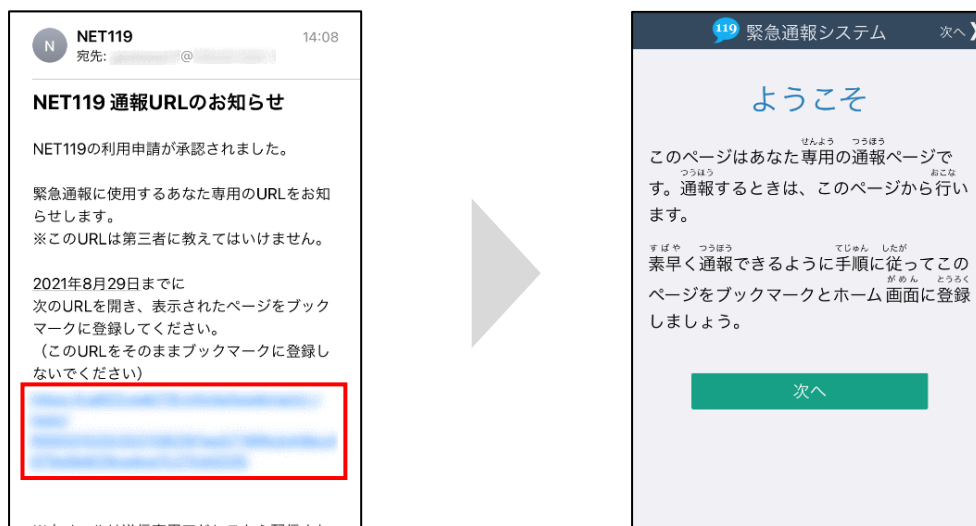 N
NET119
14:08
宛先:
@
NET119 通報URLのお知らせ
NET119の利用申請が承認されました。
緊急通報に使用するあなた専用のURLをお知
らせします。
※このURLは第三者に教えてはいけません。
2021年8月29日までに
次のURLを開き、表示されたページをブック
マークに登録してください。
（このURLをそのままブックマークに登録し
ないでください）
119 緊急通報システム
次へ❯
ようこそ
せんよう つうほう
このページはあなた専用の通報ページで
つうほう おこな
す。通報するときは、このページから行い
ます。
すばや つうほう てじゅん したが
素早く通報できるように手順に従ってこの
がめん とうろく
ページをブックマークとホーム画面に登録
しましょう。
次へ